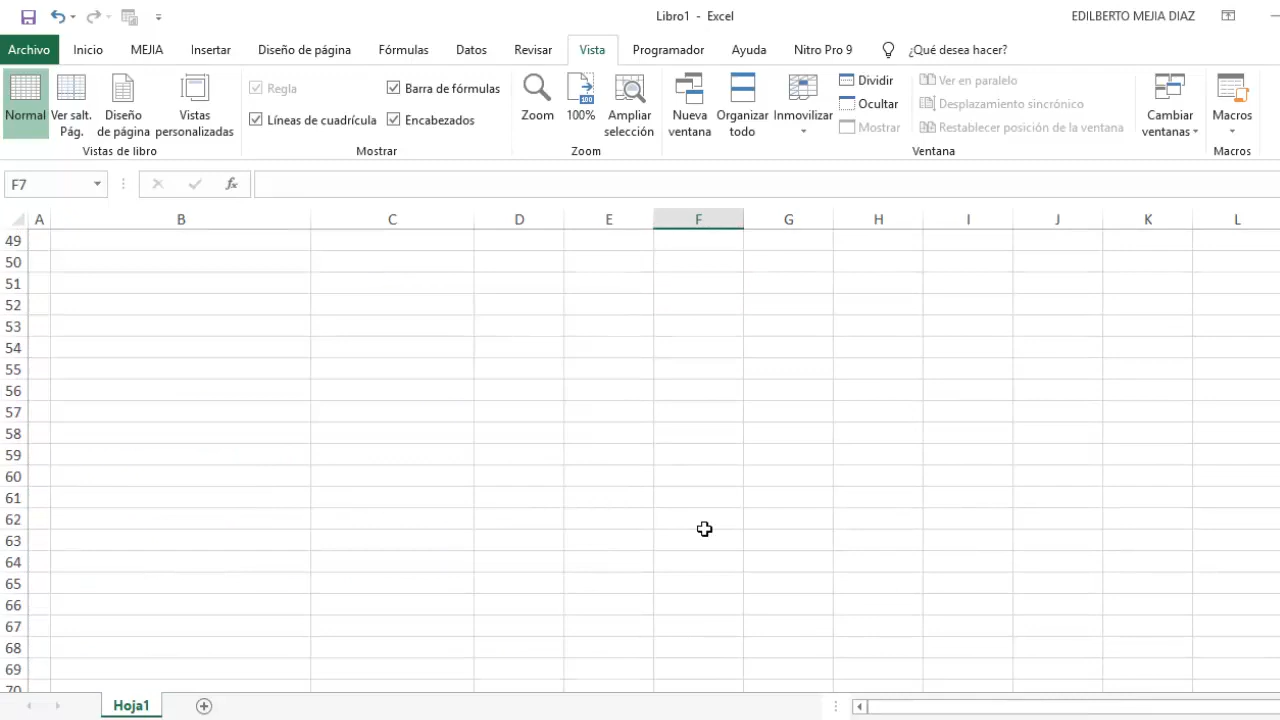 Libro1 - Excel
EDILBERTO MEJIA DIAZ
Archivo Inicio MEJIA Insertar Diseño de página Fórmulas Datos Revisar Vista Programador Ayuda Nitro Pro 9 ¿Qué desea hacer?
Normal
Ver salt. Pág.
Diseño de página
Vistas personalizadas
Vistas de libro
Regla
Barra de fórmulas
Líneas de cuadrícula
Encabezados
Mostrar
Zoom
100
100%
Ampliar selección
Zoom
Nueva ventana
Organizar todo
Inmovilizar
Dividir
Ocultar
Mostrar
Ver en paralelo
Desplazamiento sincrónico
Restablecer posición de la ventana
Cambiar ventanas
Ventana
Macros
Macros
F7
fx
A B C D E F G H I J K L
49
50
51
52
53
54
55
56
57
58
59
60
61
62
63
64
65
66
67
68
69
70
Hoja1